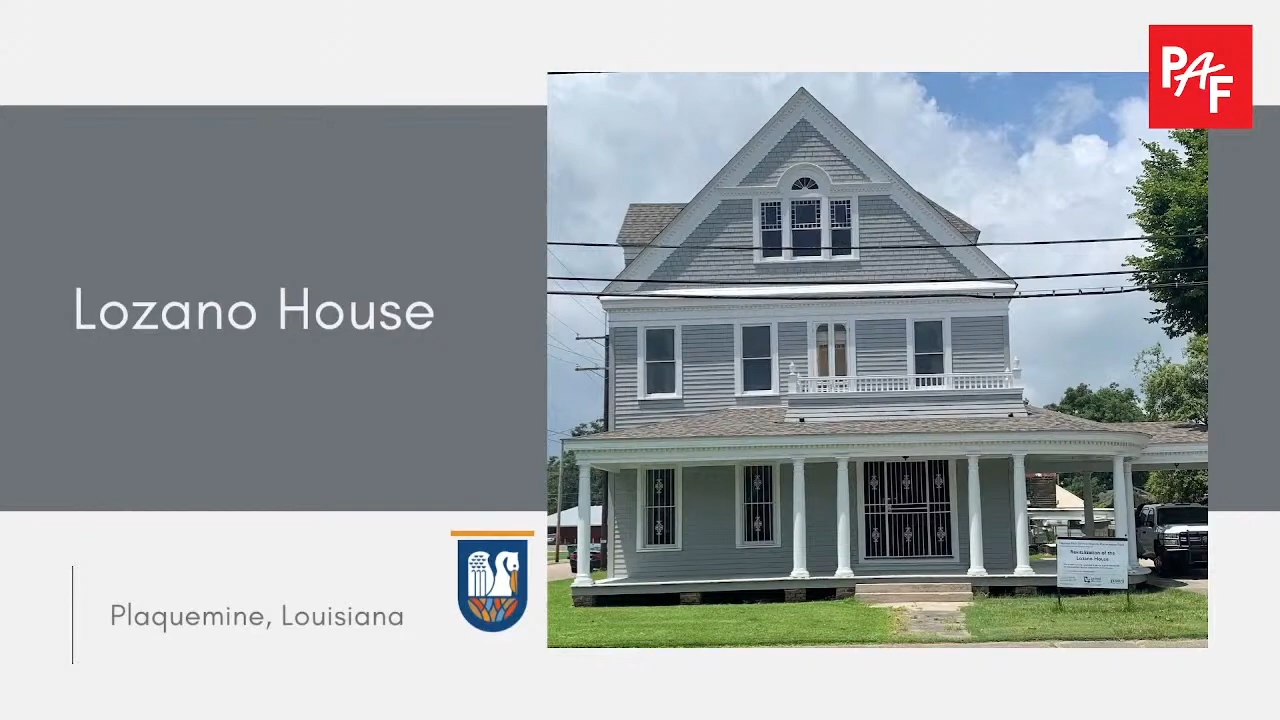 PAF
Lozano House
Revitalization of the
Lozano House
Plaquemine, Louisiana